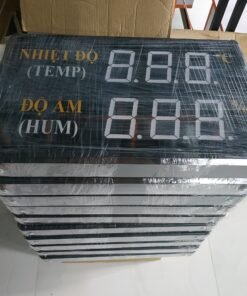 NHIỆT ĐỘ 8.8.8 °C
(TEMP)
ĐỘ ẨM 8.8.8
(HUM)